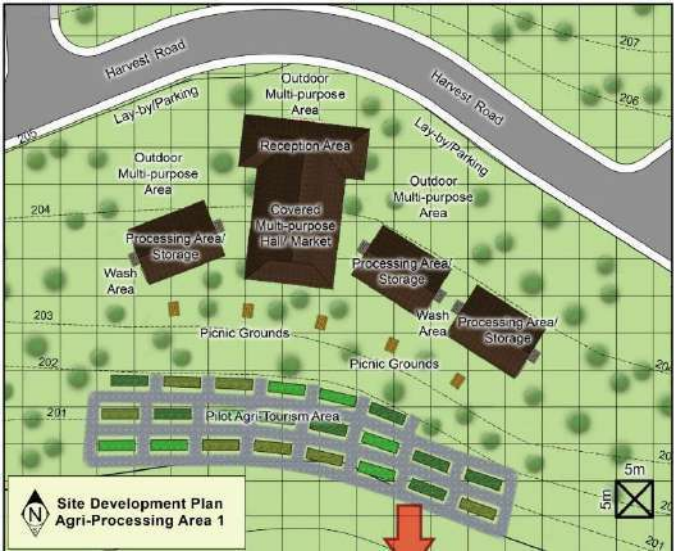 207
Harvest Road
Harvest Road
206
Outdoor
Multi-purpose
Area
Lay-by/Parking
205
Lay-by/Parking
Reception Area
Outdoor
Multi-purpose
Area
Outdoor
Multi-purpose
Area
204
Covered
Multi-purpose
Hall/ Market
Processing Area/
Storage
Processing Area/
Storage
Wash
Area
203
Wash
Area
Processing Area/
Storage
Picnic Grounds
Picnic Grounds
202
201
Pilot Agri-Tourism Area
5m
5m
N
Site Development Plan
Agri-Processing Area 1
201